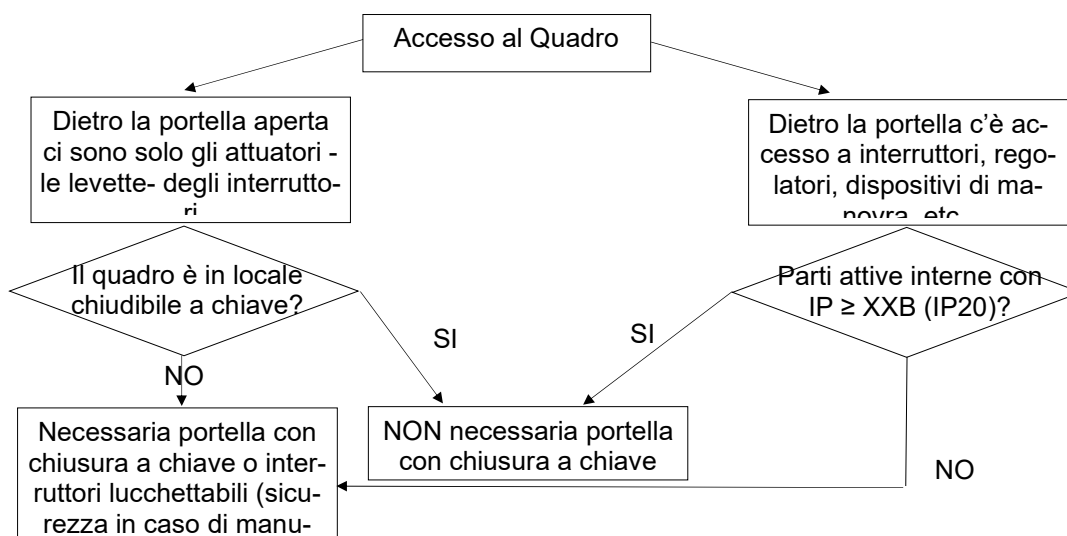 Accesso al Quadro
Dietro la portella aperta
ci sono solo gli attuatori -
le levette- degli interrutto-
ri
Dietro la portella c'è ac-
cesso a interruttori, rego-
latori, dispositivi di ma-
novra, etc
Il quadro è in locale
chiudibile a chiave?
Parti attive interne con
IP ≥ XXB (IP20)?
SI
SI
NO
NON necessaria portella
con chiusura a chiave
Necessaria portella con
chiusura a chiave o inter-
ruttori lucchettabili (sicu-
rezza in caso di manu-
NO